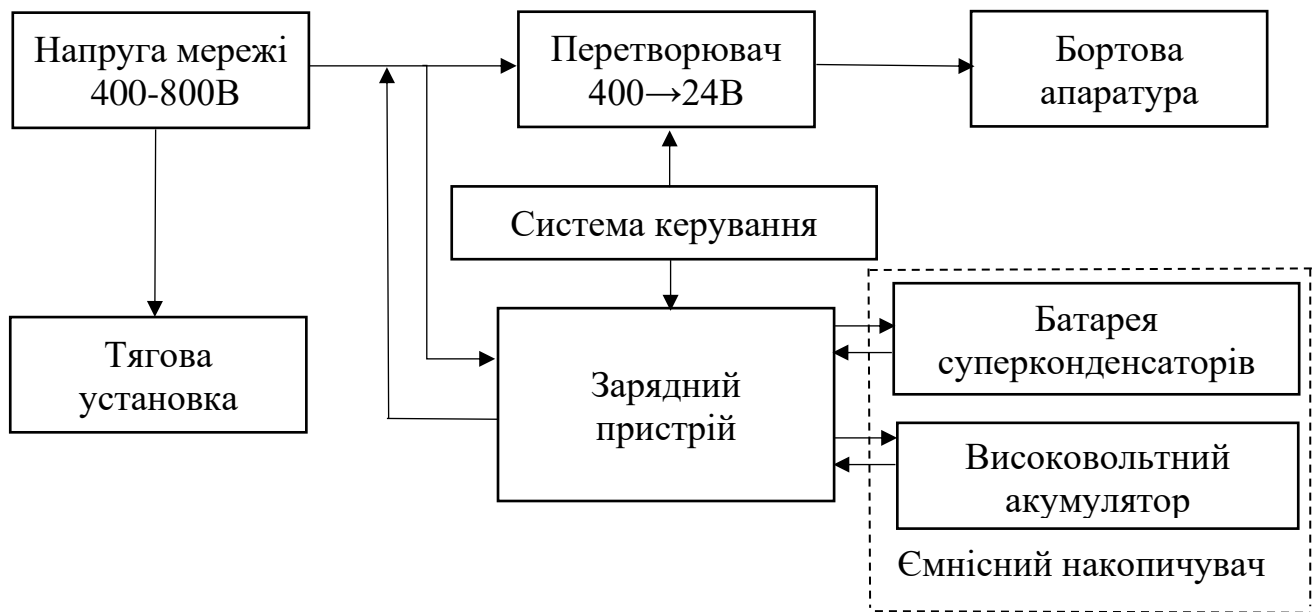 Напруга мережі
400-800В
Перетворювач
400→24В
Бортова
апаратура
Система керування
Тягова
установка
Зарядний
пристрій
Батарея
суперконденсаторів
Високовольтний
акумулятор
Ємнісний накопичувач